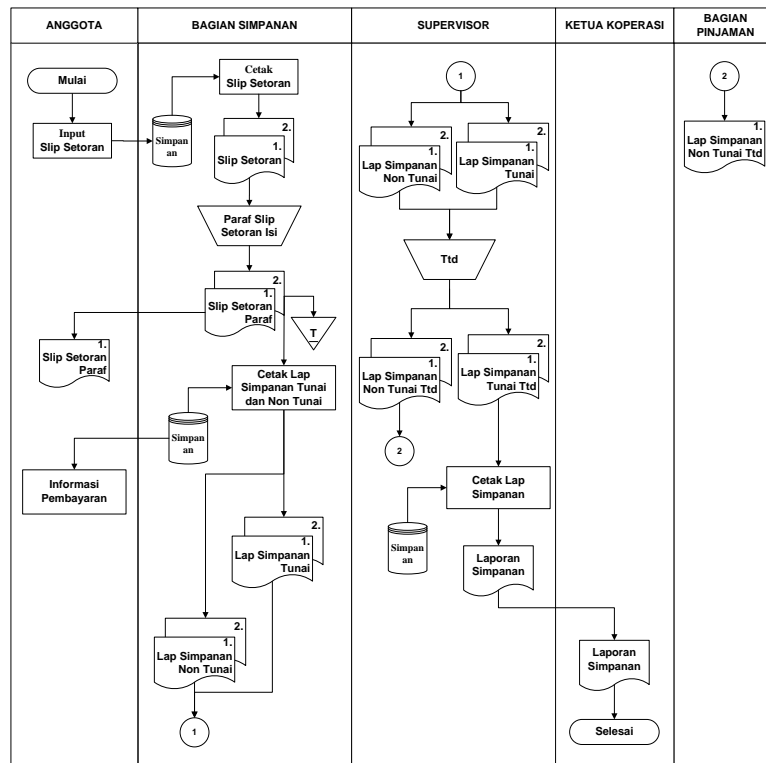 ANGGOTA
BAGIAN SIMPANAN
SUPERVISOR
KETUA KOPERASI
BAGIAN
PINJAMAN
Mulai
Input
Slip Setoran
Simpan
an
Cetak
Slip Setoran
2.
1.
Slip Setoran
Paraf Slip
Setoran Isi
2.
1.
Slip Setoran
Paraf
T
1.
Slip Setoran
Paraf
Cetak Lap
Simpanan Tunai
dan Non Tunai
Simpan
an
Informasi
Pembayaran
2.
1.
Lap Simpanan
Tunai
2.
1.
Lap Simpanan
Non Tunai
1
1
2.
1.
Lap Simpanan
Non Tunai
2.
1.
Lap Simpanan
Tunai
Ttd
2.
1.
Lap Simpanan
Non Tunai Ttd
2.
1.
Lap Simpanan
Tunai Ttd
2
Cetak Lap
Simpanan
Simpan
an
Laporan
Simpanan
Laporan
Simpanan
Selesai
2
1.
Lap Simpanan
Non Tunai Ttd